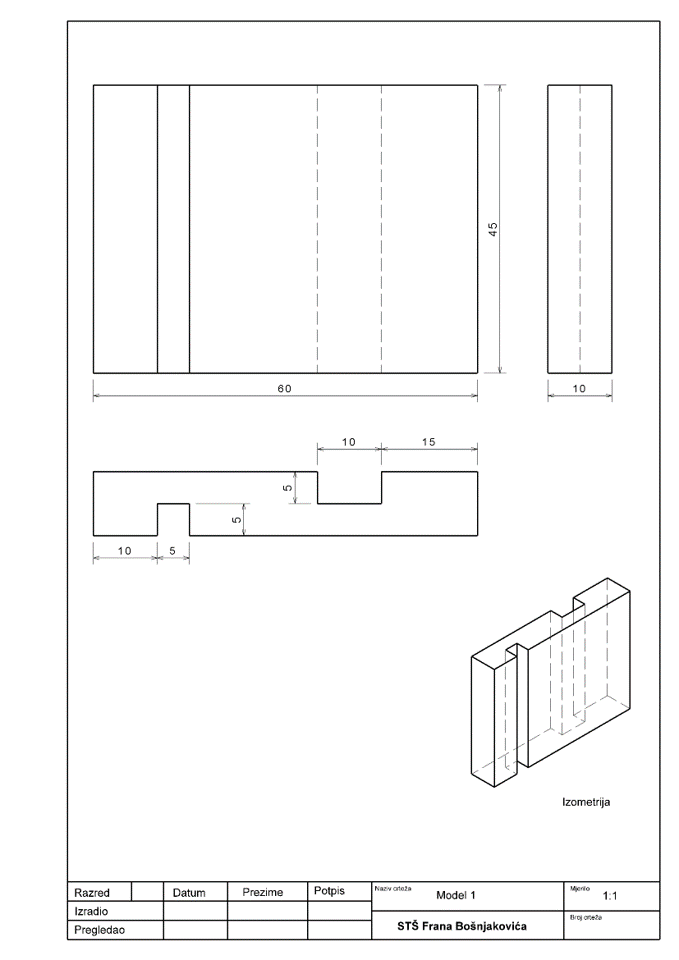 45
60
10
10
15
5
5
10
5
Izometrija
Razred Datum Prezime Potpis
Naziv crteža
Model 1
Mjerilo
1:1
Izradio
Pregledao
STŠ Frana Bošnjakovića
Broj crteža